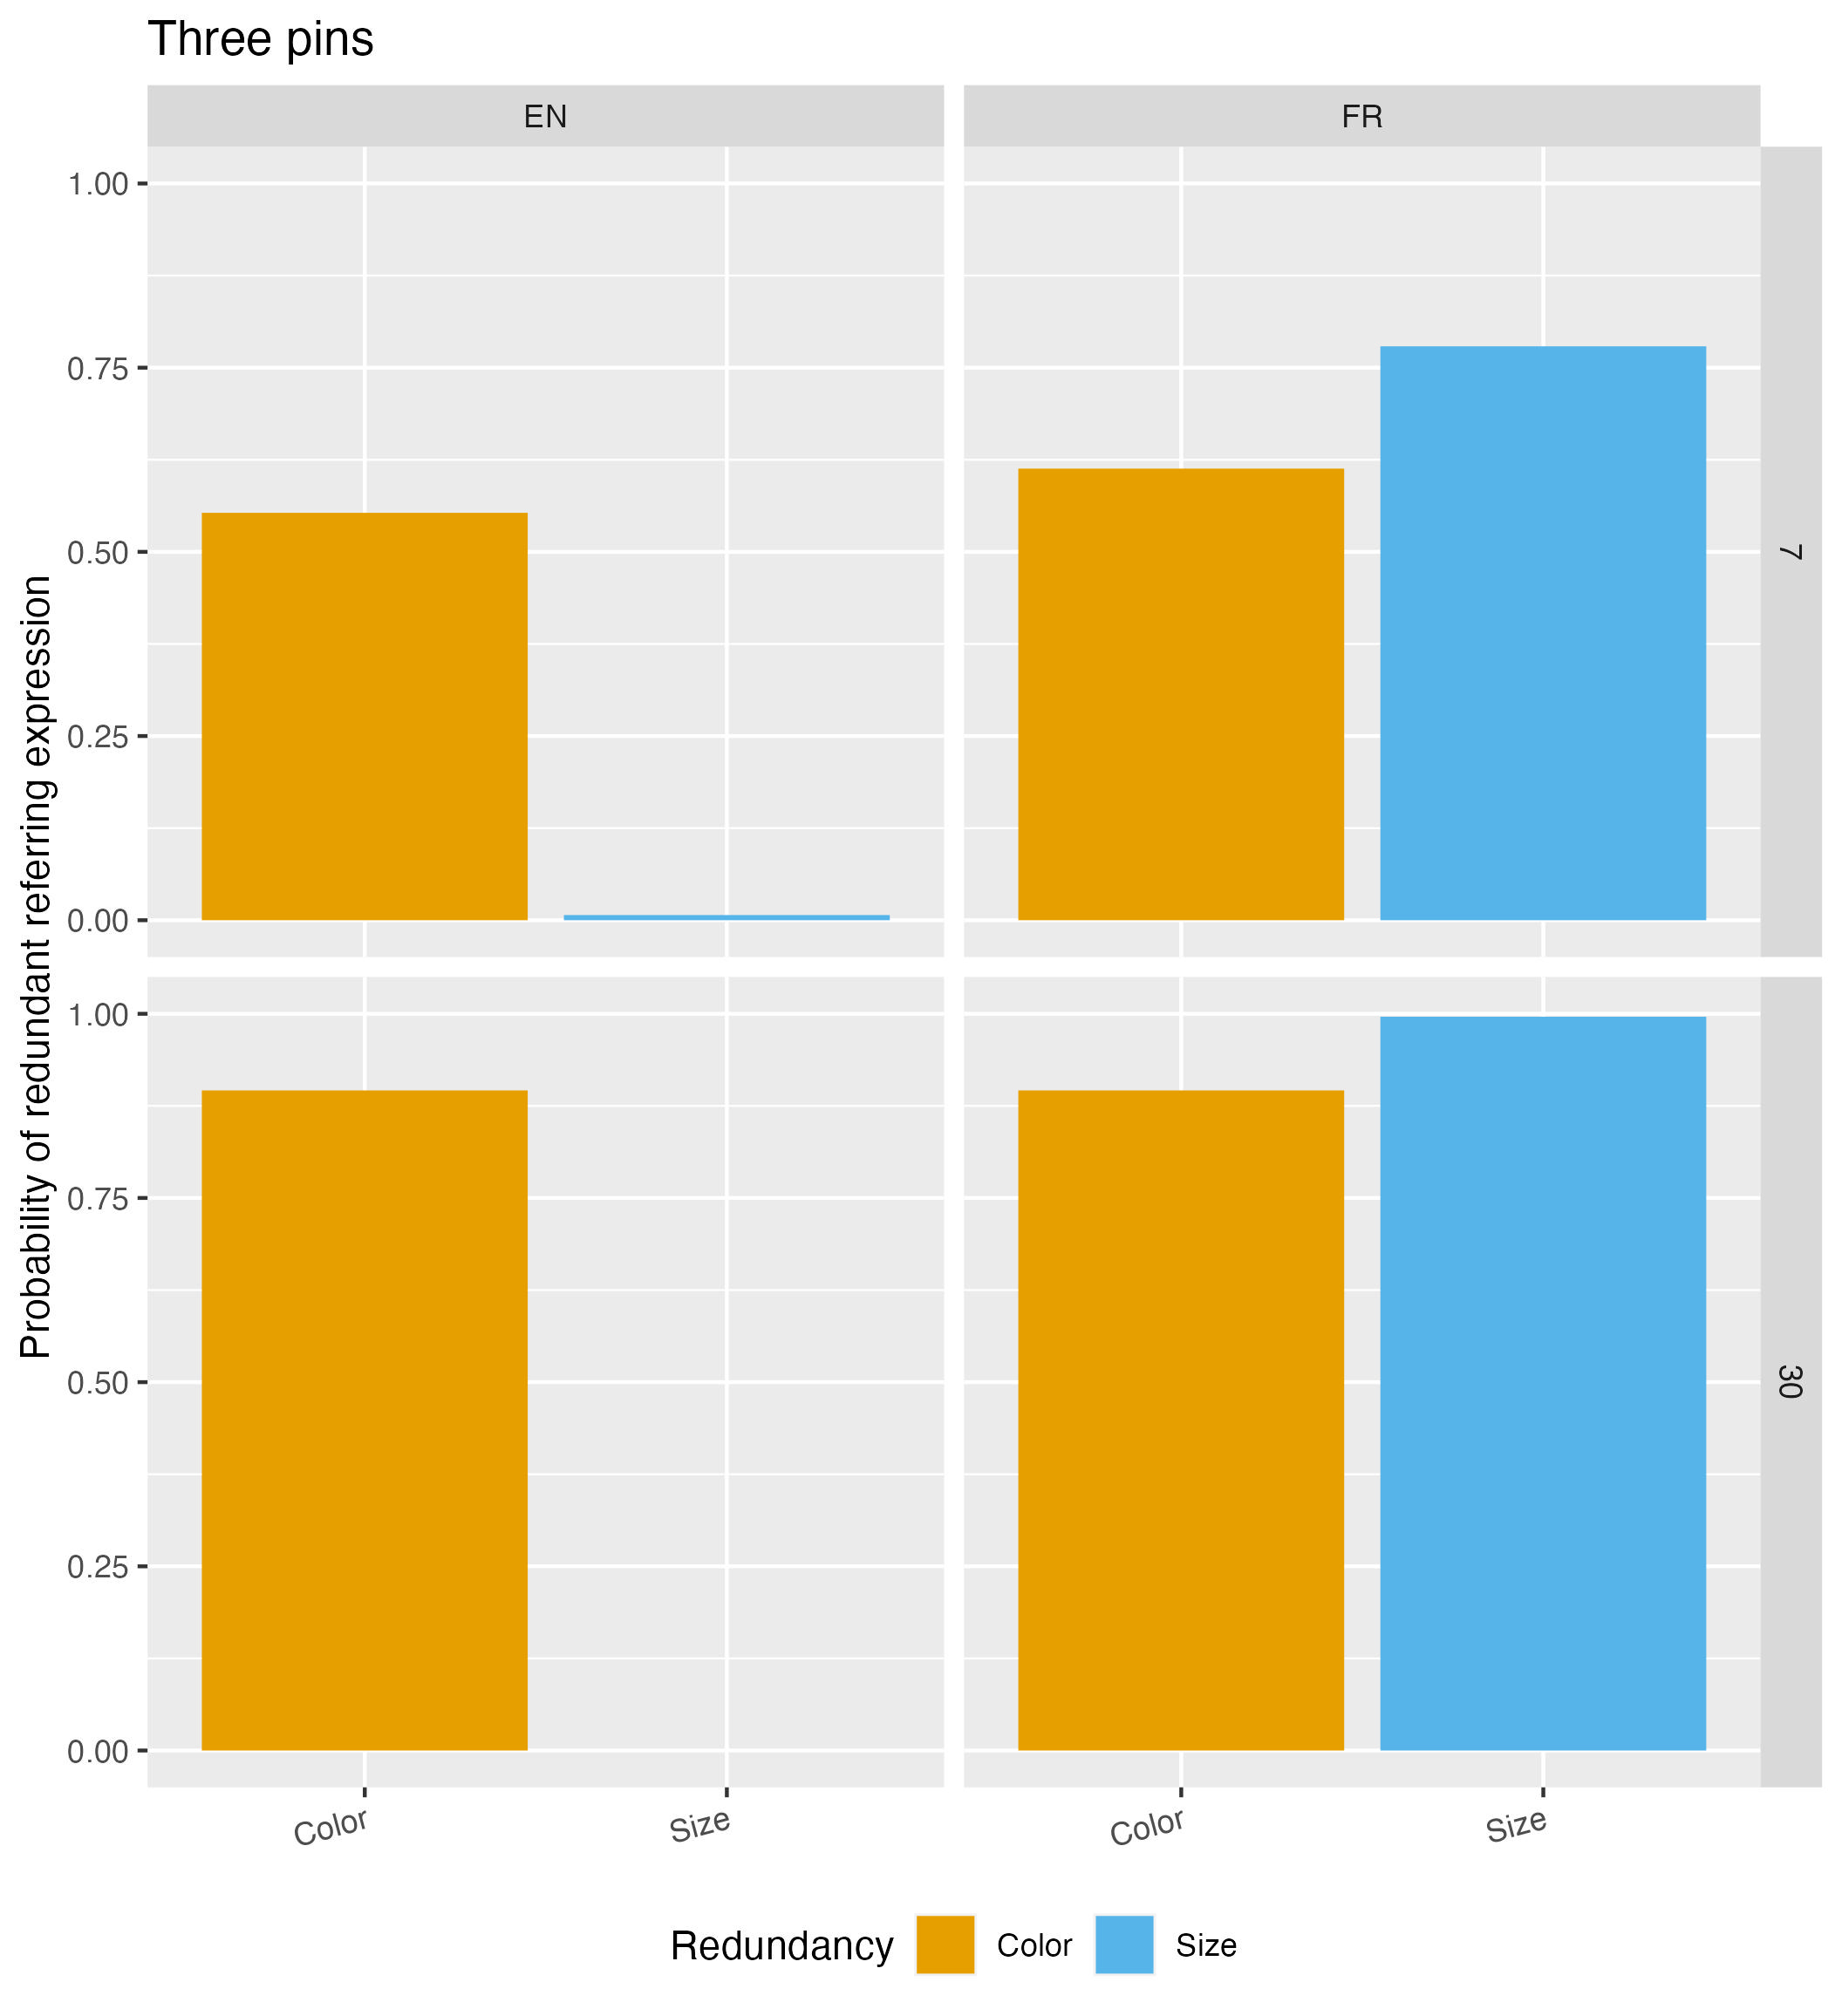 Three pins
EN
FR
Probability of redundant referring expression
1.00
0.75
0.50
0.25
0.00
7
1.00
0.75
0.50
0.25
0.00
30
Color
Size
Color
Size
Redundancy
Color
Size